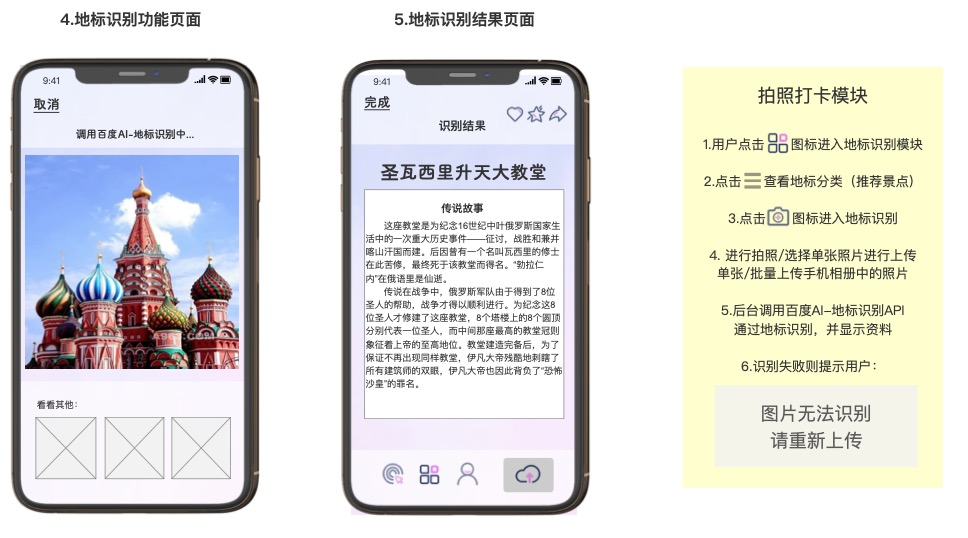 4.地标识别功能页面
5.地标识别结果页面
9:41
取消
调用百度AI-地标识别中...
看看其他：
9:41
完成
识别结果
圣瓦西里升天大教堂
传说故事
这座教堂是为纪念16世纪中叶俄罗斯国家生
活中的一次重大历史事件——征讨，战胜和兼并
喀山汗国而建。后因曾有一个名叫瓦西里的修士
在此苦修，最终死于该教堂而得名。“勃拉仁
内”在俄语里是仙逝。
传说在战争中，俄罗斯军队由于得到了8位
圣人的帮助，战争才得以顺利进行。为纪念这8
位圣人才修建了这座教堂，8个塔楼上的8个圆顶
分别代表一位圣人，而中间那座最高的教堂冠则
象征着上帝的至高地位。教堂建造完备后，为了
保证不再出现同样教堂，伊凡大帝残酷地刺瞎了
所有建筑师的双眼，伊凡大帝也因此背负了“恐怖
沙皇”的罪名。
拍照打卡模块
1.用户点击图标进入地标识别模块
2.点击查看地标分类（推荐景点）
3.点击图标进入地标识别
4. 进行拍照/选择单张照片进行上传
单张/批量上传手机相册中的照片
5.后台调用百度AI-地标识别API
通过地标识别，并显示资料
6.识别失败则提示用户：
图片无法识别
请重新上传